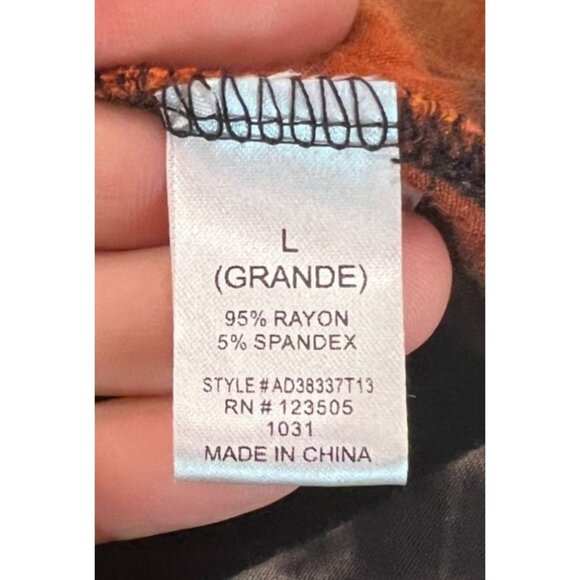 L
(GRANDE)
95% RAYON
5% SPANDEX
STYLE # AD38337T13
RN # 123505
1031
MADE IN CHINA